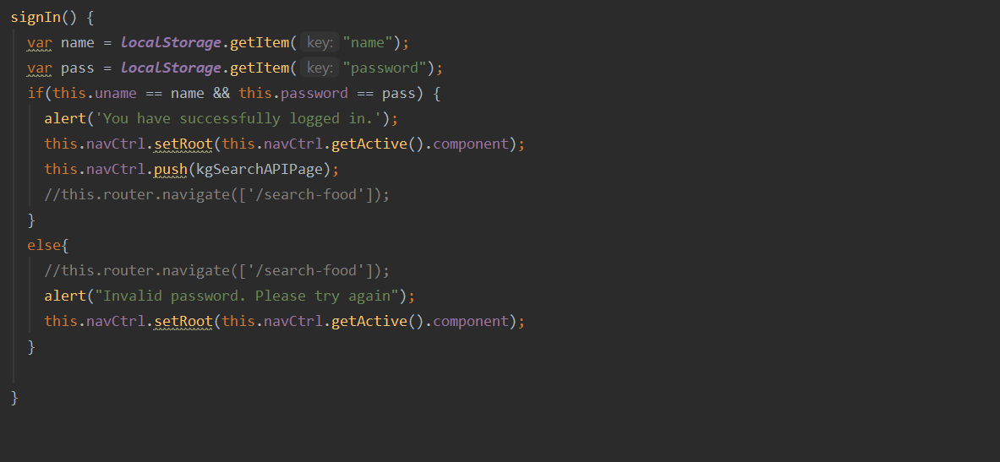 signIn() {
var name = localStorage.getItem( key: "name");
var pass = localStorage.getItem( key: "password");
if(this.uname == name && this.password == pass) {
alert('You have successfully logged in.');
this.navCtrl.setRoot(this.navCtrl.getActive().component);
this.navCtrl.push(kgSearchAPIPage);
//this.router.navigate(['/search-food']);
}
else{
//this.router.navigate(['/search-food']);
alert("Invalid password. Please try again");
this.navCtrl.setRoot(this.navCtrl.getActive().component);
}
}